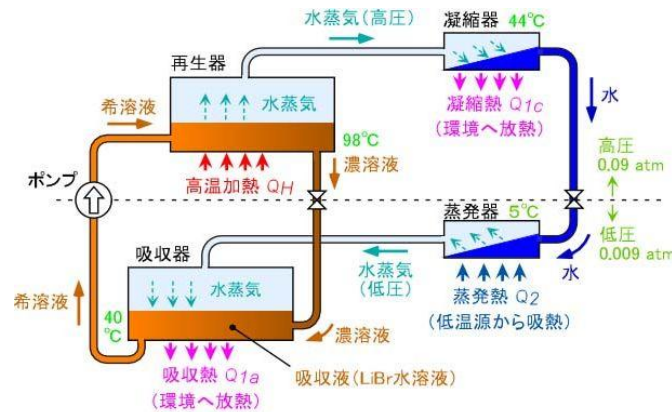 水蒸気(高圧)
凝縮器 44℃
再生器
水蒸気
希溶液
凝縮熱 Q1c
(環境へ放熱)
水
98℃
高圧
0.09 atm
ポンプ
高温加熱 QH
濃溶液
蒸発器
5℃
低圧
0.009 atm
吸収器
水蒸気
(低圧)
水
水蒸気
希溶液
蒸発熱 Q2
(低温源から吸熱)
40
℃
濃溶液
吸収熱 Q1a
(環境へ放熱)
吸収液(LiBr水溶液)